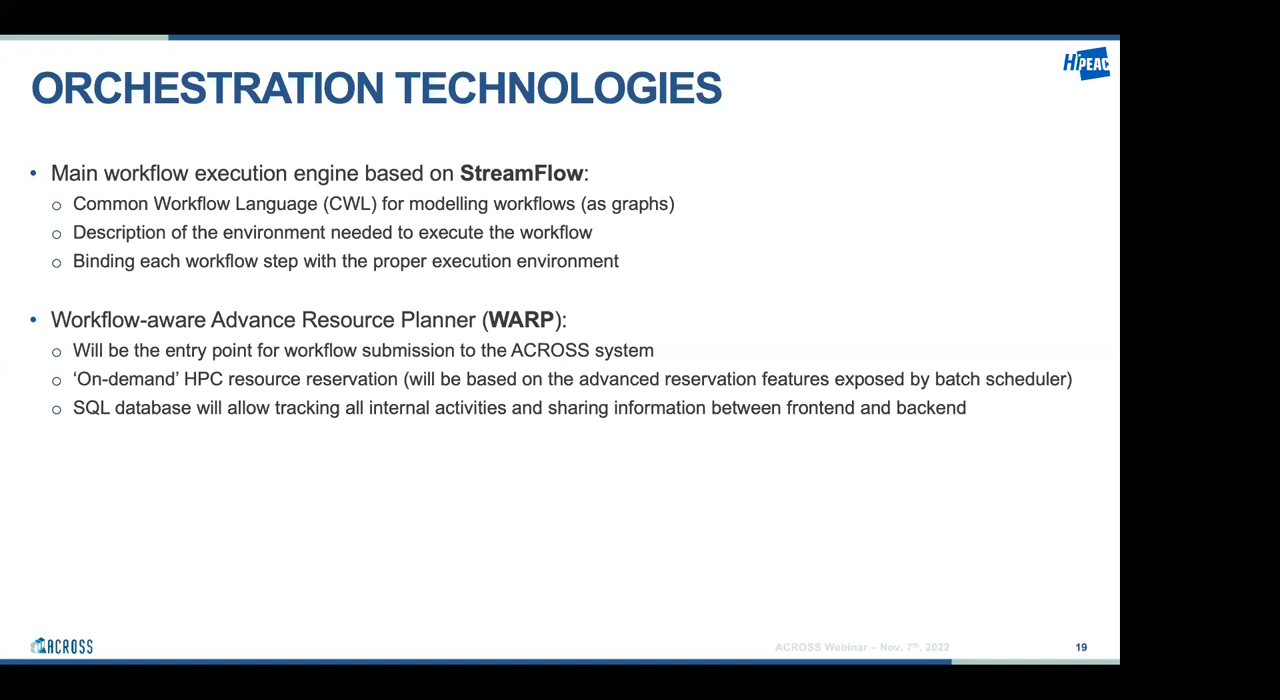 HiPEAC
ORCHESTRATION TECHNOLOGIES
• Main workflow execution engine based on StreamFlow:
o Common Workflow Language (CWL) for modelling workflows (as graphs)
o Description of the environment needed to execute the workflow
o Binding each workflow step with the proper execution environment
• Workflow-aware Advance Resource Planner (WARP):
o Will be the entry point for workflow submission to the ACROSS system
o ‘On-demand’ HPC resource reservation (will be based on the advanced reservation features exposed by batch scheduler)
o SQL database will allow tracking all internal activities and sharing information between frontend and backend
ACROSS
ACROSS Webinar – Nov. 7th, 2022
19